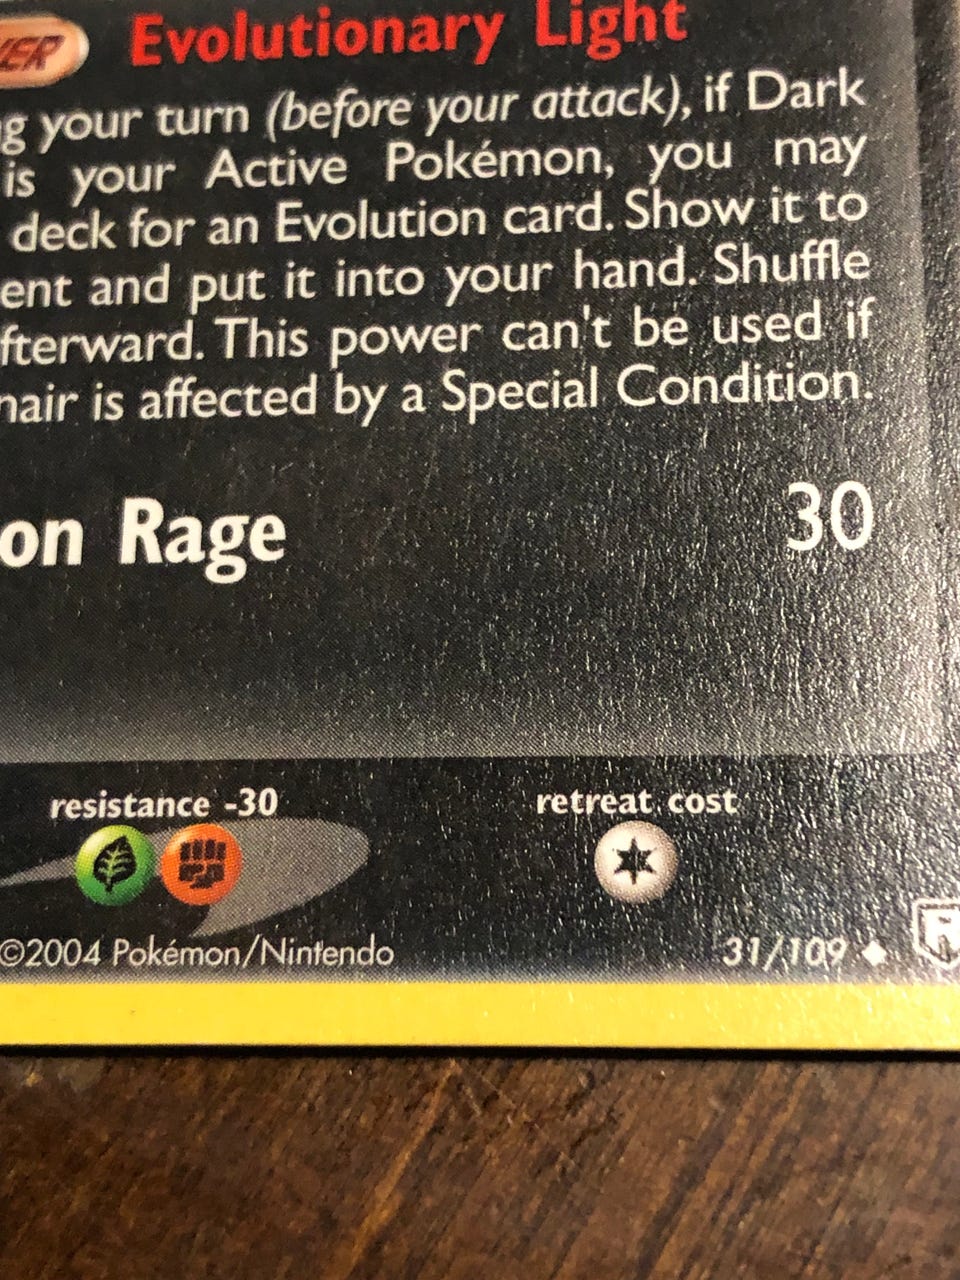 ER Evolutionary Light
g your turn (before your attack), if Dark
is your Active Pokémon, you may
deck for an Evolution card. Show it to
ent and put it into your hand. Shuffle
fterward. This power can't be used if
nair is affected by a Special Condition.
on Rage 30
resistance -30 retreat cost
©2004 Pokémon/Nintendo 31/109
R